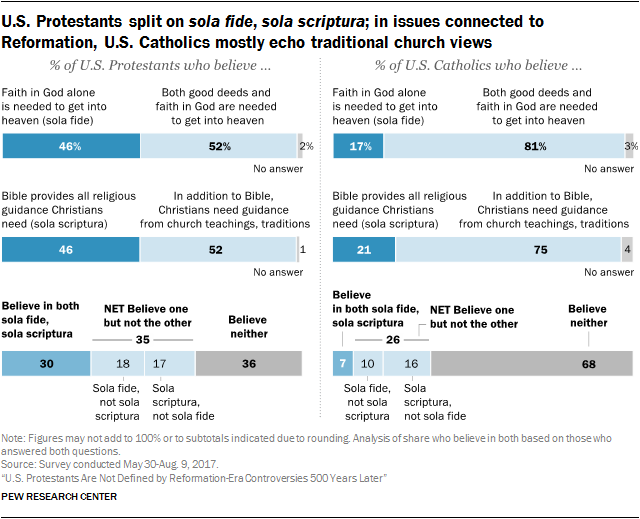 U.S. Protestants split on sola fide, sola scriptura; in issues connected to
Reformation, U.S. Catholics mostly echo traditional church views
% of U.S. Protestants who believe ...
Faith in God alone
is needed to get into
heaven (sola fide)
Both good deeds and
faith in God are needed
to get into heaven
46%
52%
2%
No answer
Bible provides all religious
guidance Christians
need (sola scriptura)
In addition to Bible,
Christians need guidance
from church teachings, traditions
46
52
1
No answer
Believe in both
sola fide,
sola scriptura
NET Believe one
but not the other
35
Believe
neither
30
18
17
36
Sola fide,
not sola
scriptura
Sola
scriptura,
not sola fide
% of U.S. Catholics who believe ...
Faith in God alone
is needed to get into
heaven (sola fide)
Both good deeds and
faith in God are needed
to get into heaven
17%
81%
3%
No answer
Bible provides all religious
guidance Christians
need (sola scriptura)
In addition to Bible,
Christians need guidance
from church teachings, traditions
21
75
4
No answer
Believe
in both sola fide,
sola scriptura
NET Believe one
but not the other
26
Believe
neither
7
10
16
68
Sola fide,
not sola
scriptura
Sola
scriptura,
not sola fide
Note: Figures may not add to 100% or to subtotals indicated due to rounding. Analysis of share who believe in both based on those who
answered both questions.
Source: Survey conducted May 30-Aug. 9, 2017.
“U.S. Protestants Are Not Defined by Reformation-Era Controversies 500 Years Later”
PEW RESEARCH CENTER